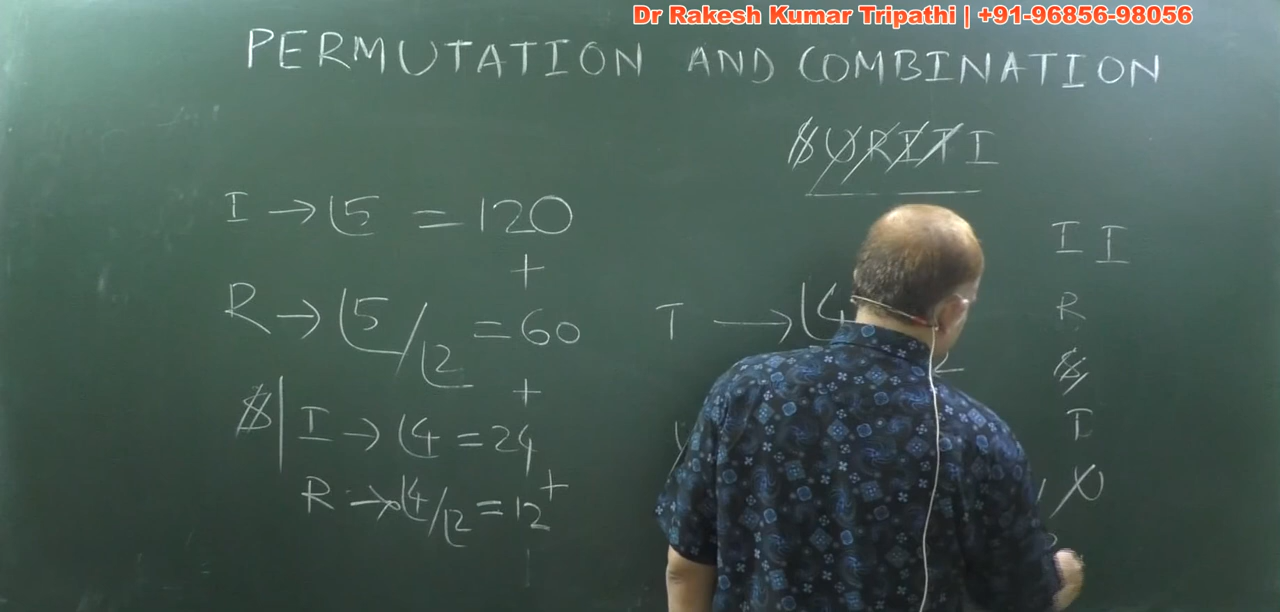 Dr Rakesh Kumar Tripathi | +91-96856-98056
PERMUTATION AND COMBINATION
SURITI
I → ⌊5 = 120
+
R → ⌊5/⌊2 = 60
+
S | I → ⌊4 = 24
+
R → ⌊4/⌊2 = 12
T → ⌊4
I I
R
S
T
U